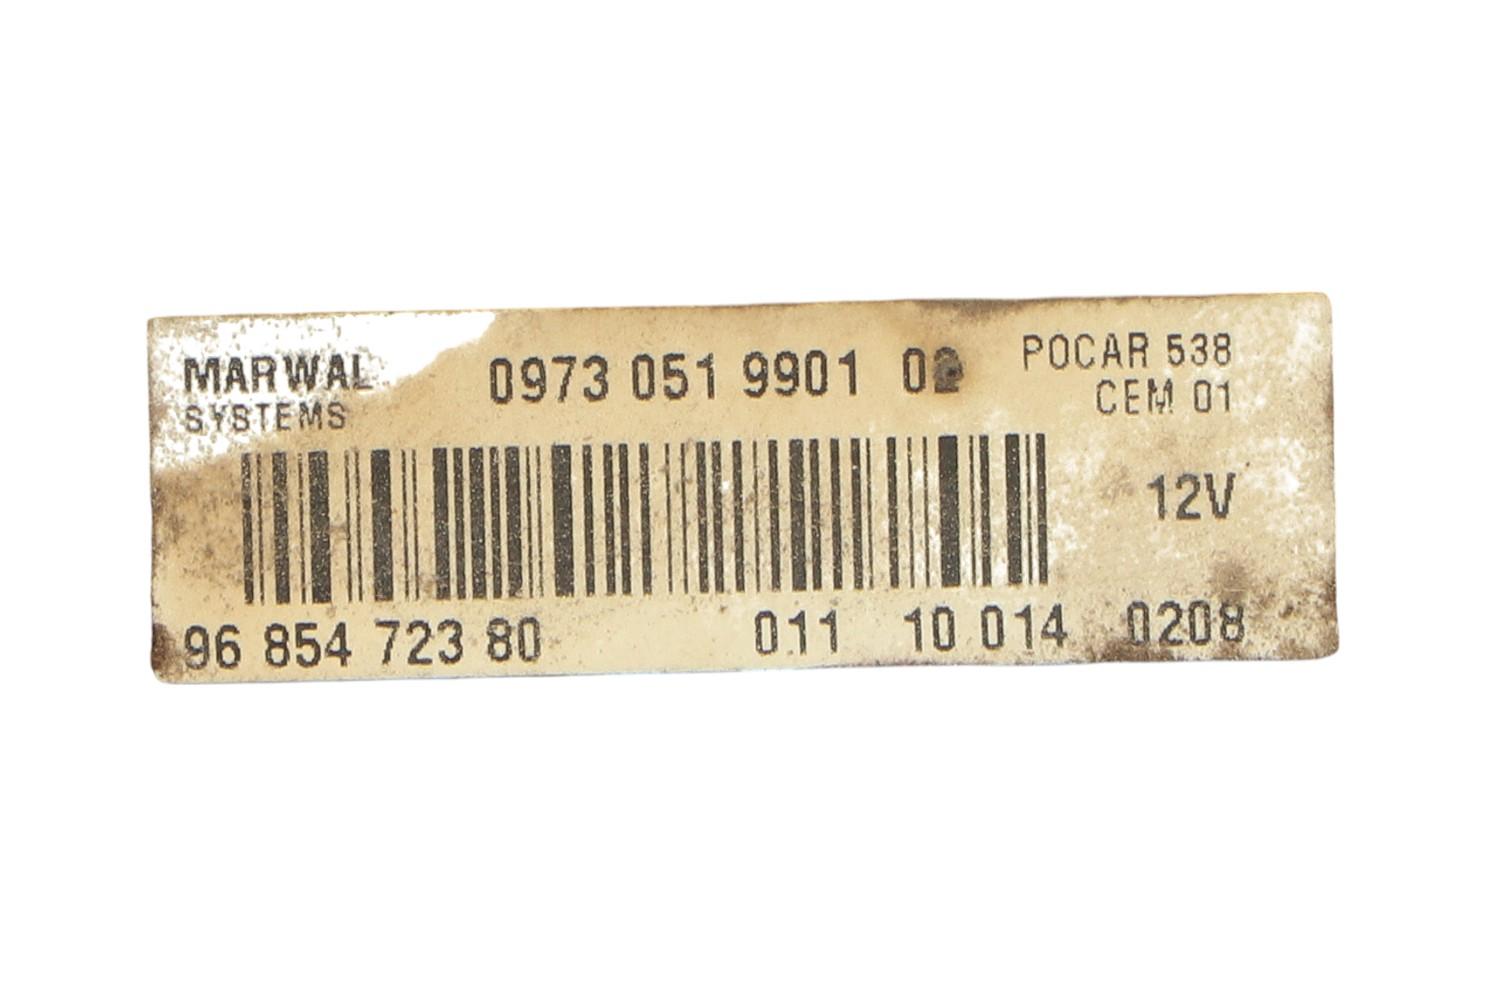 MARWAL 0973 051 9901 02 POCAR 538
SYSTEMS CEM 01
12V
96 854 723 80 011 10 014 0208